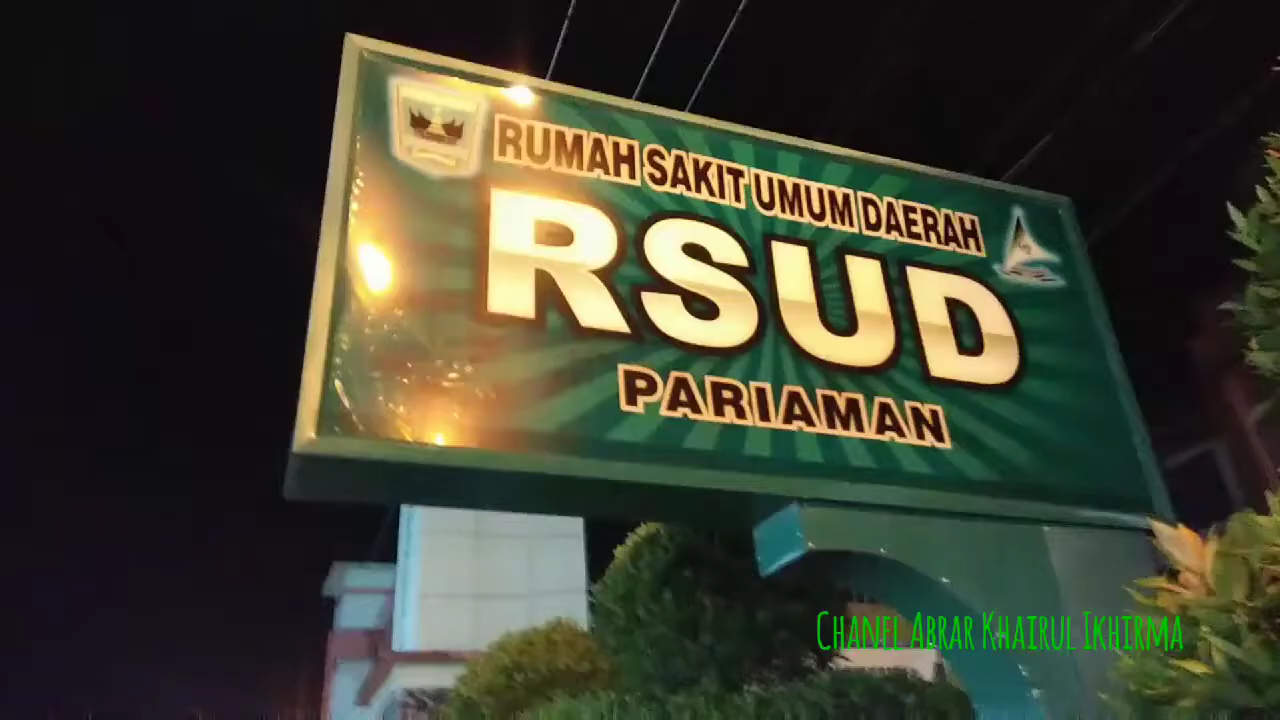 RUMAH SAKIT UMUM DAERAH
RSUD
PARIAMAN
CHANEL ABRAR KHAIRUL IKHIRMA